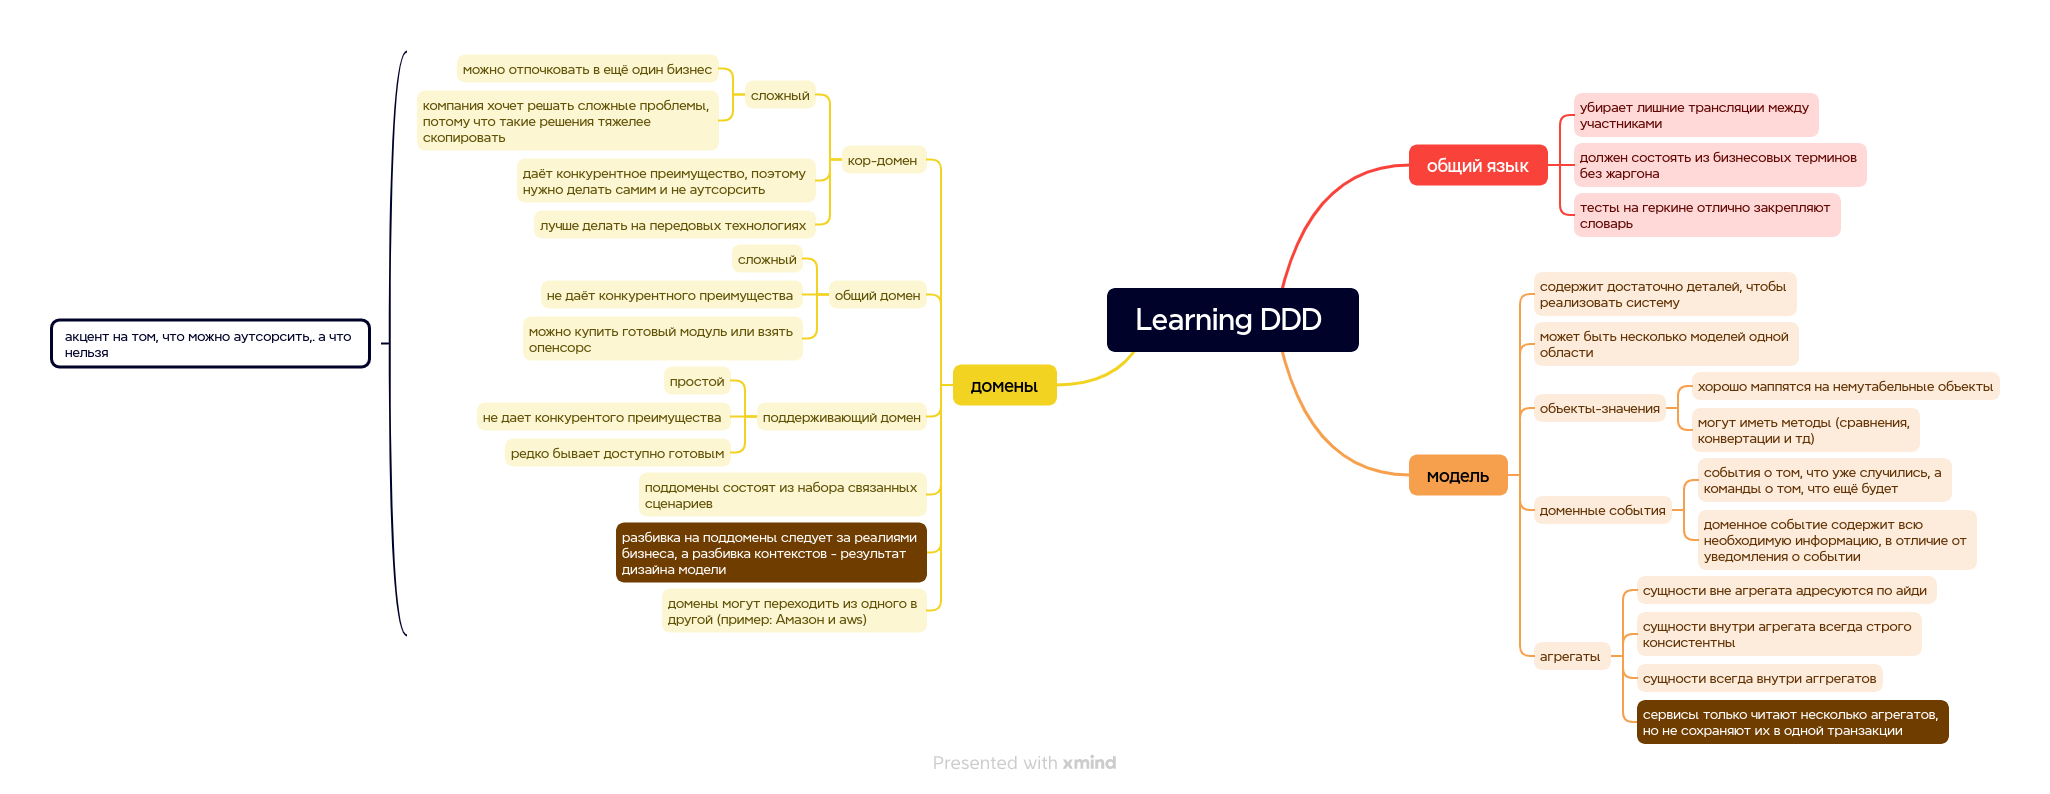 Learning DDD
общий язык
убирает лишние трансляции между
участниками
должен состоять из бизнесовых терминов
без жаргона
тесты на геркине отлично закрепляют
словарь
модель
содержит достаточно деталей, чтобы
реализовать систему
может быть несколько моделей одной
области
объекты-значения
хорошо маппятся на немутабельные объекты
могут иметь методы (сравнения,
конвертации и тд)
доменные события
события о том, что уже случились, а
команды о том, что ещё будет
доменное событие содержит всю
необходимую информацию, в отличие от
уведомления о событии
агрегаты
сущности вне агрегата адресуются по айди
сущности внутри агрегата всегда строго
консистентны
сущности всегда внутри аггрегатов
сервисы только читают несколько агрегатов,
но не сохраняют их в одной транзакции
домены
кор-домен
сложный
можно отпочковать в ещё один бизнес
компания хочет решать сложные проблемы,
потому что такие решения тяжелее
скопировать
даёт конкурентное преимущество, поэтому
нужно делать самим и не аутсорсить
лучше делать на передовых технологиях
общий домен
сложный
не даёт конкурентного преимущества
можно купить готовый модуль или взять
опенсорс
поддерживающий домен
простой
не дает конкурентого преимущества
редко бывает доступно готовым
поддомены состоят из набора связанных
сценариев
разбивка на поддомены следует за реалиями
бизнеса, а разбивка контекстов - результат
дизайна модели
домены могут переходить из одного в
другой (пример: Амазон и aws)
акцент на том, что можно аутсорсить,. а что
нельзя
Presented with xmind